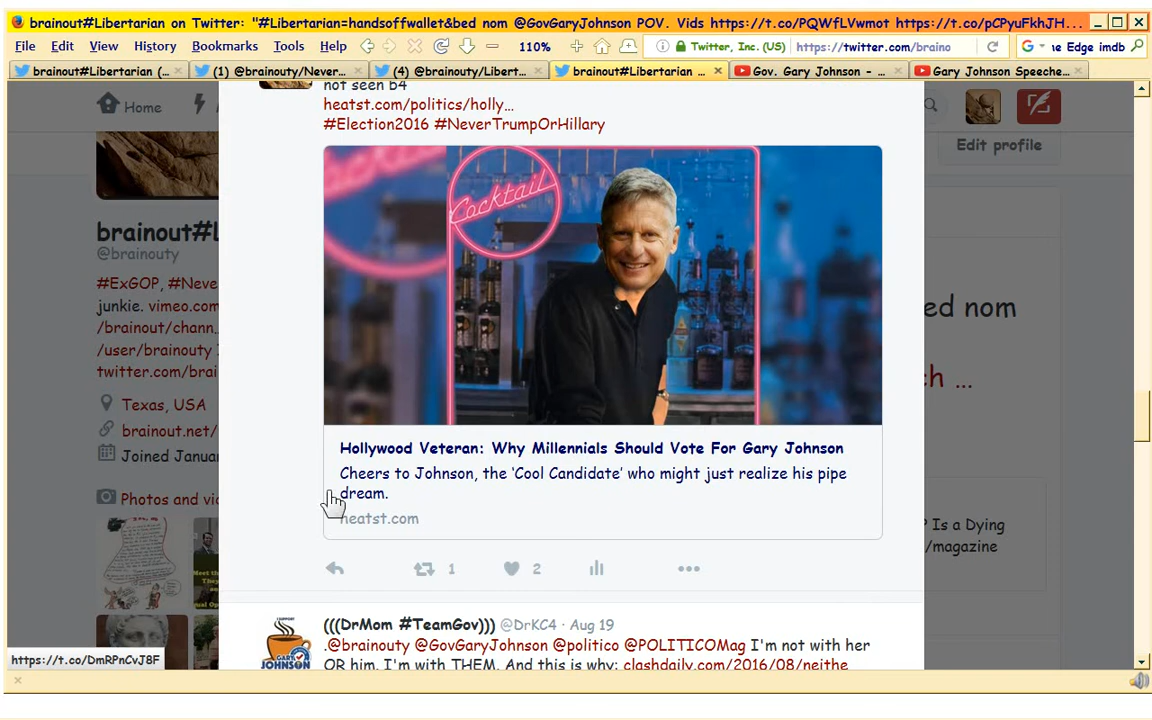 brainout#Libertarian on Twitter: "#Libertarian=handsoffwallet&bed nom @GovGaryJohnson POV. Vids https://t.co/PQWfLVwmot https://t.co/pCPyuFkhJH...
File Edit View History Bookmarks Tools Help 110% Twitter, Inc. (US) https://twitter.com/braino Edge imdb
brainout#Libertarian (... (1) @brainouty/Never... (4) @brainouty/Libert... brainout#Libertarian ... Gov. Gary Johnson - ... Gary Johnson Speeche...
Home
Edit profile
not seen b4
heatst.com/politics/holly...
#Election2016 #NeverTrumpOrHillary
Cocktail
Cocktail
Hollywood Veteran: Why Millennials Should Vote For Gary Johnson
Cheers to Johnson, the 'Cool Candidate' who might just realize his pipe
dream.
heatst.com
1 2
(((DrMom #TeamGov))) @DrKC4 · Aug 19
.@brainouty @GovGaryJohnson @politico @POLITICOMag I'm not with her
OR him. I'm with THEM. And this is why: clashdaily.com/2016/08/neithe
JOHNSON
brainout#L
@brainouty
#ExGOP, #Neve
junkie. vimeo.com
/brainout/chann..
/user/brainouty
twitter.com/brai
Texas, USA
brainout.net/
Joined Janua
Photos and vi
ed nom
ch ...
? Is a Dying
/magazine
https://t.co/DmRPnCvJ8F